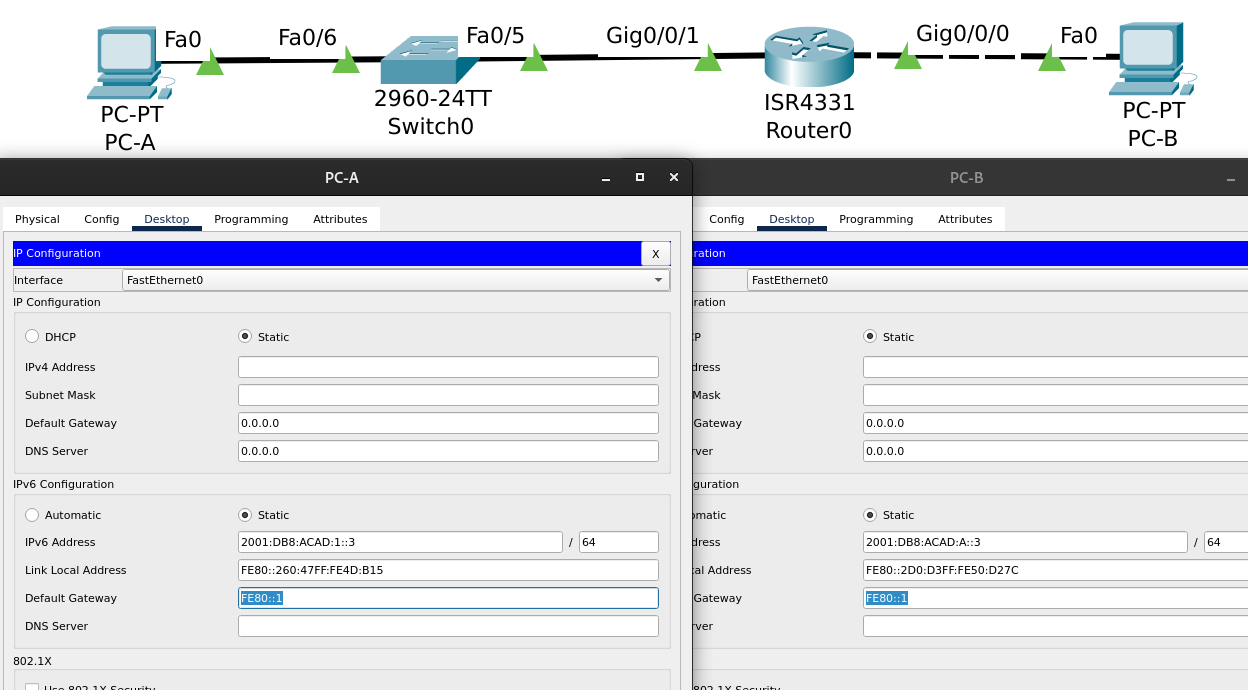 Fa0 Fa0/6 Fa0/5 Gig0/0/1 Gig0/0/0 Fa0
PC-PT
PC-A
2960-24TT
Switch0
ISR4331
Router0
PC-PT
PC-B
PC-A
Physical Config Desktop Programming Attributes
IP Configuration X
Interface FastEthernet0
IP Configuration
DHCP Static
IPv4 Address
Subnet Mask
Default Gateway 0.0.0.0
DNS Server 0.0.0.0
IPv6 Configuration
Automatic Static
IPv6 Address 2001:DB8:ACAD:1::3 / 64
Link Local Address FE80::260:47FF:FE4D:B15
Default Gateway FE80::1
DNS Server
802.1X
Use 802.1X Security
PC-B
Config Desktop Programming Attributes
ration
FastEthernet0
ration
P Static
dress
Mask
Gateway 0.0.0.0
rver 0.0.0.0
guration
matic Static
dress 2001:DB8:ACAD:A::3 / 64
al Address FE80::2D0:D3FF:FE50:D27C
Gateway FE80::1
rver
802.1X Security